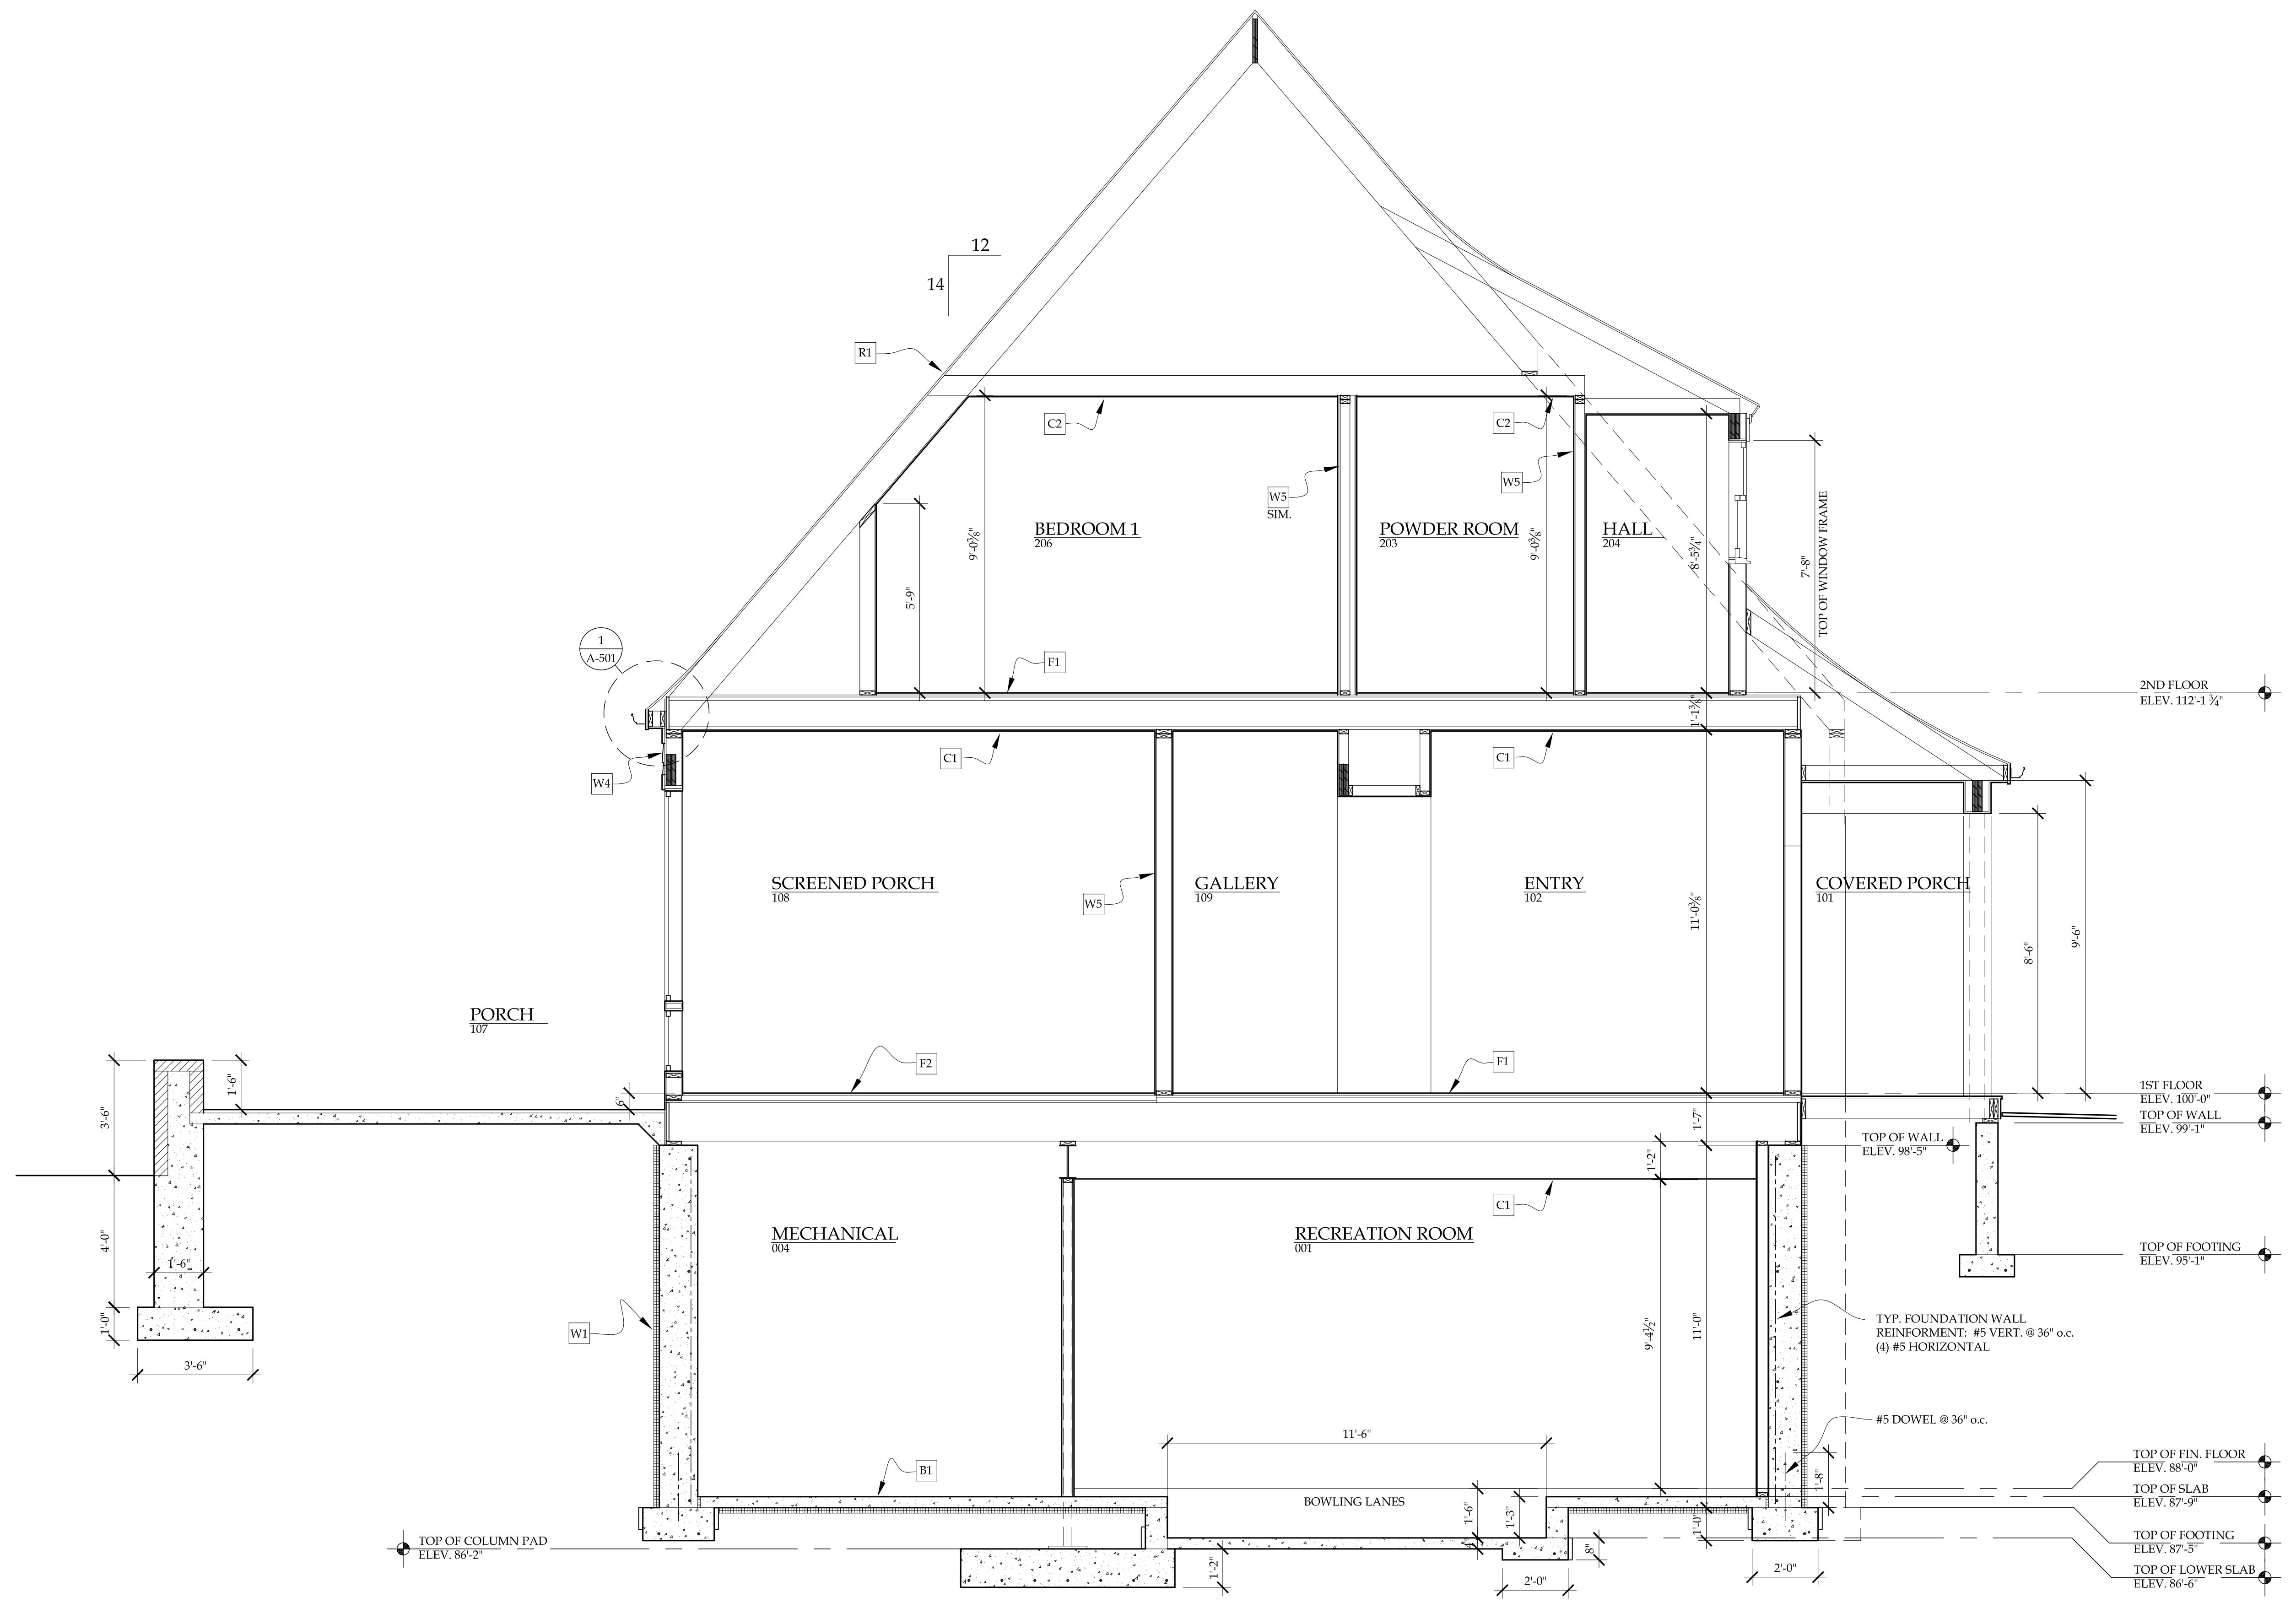 12
14
R1
C2
C2
W5
W5
SIM.
BEDROOM 1
206
POWDER ROOM
203
HALL
204
9'-0⅜"
9'-0⅜"
8'-5¾"
5'-9"
7'-8"
TOP OF WINDOW FRAME
1
A-501
F1
2ND FLOOR
ELEV. 112'-1 ¾"
1'-1⅜"
C1
C1
W4
SCREENED PORCH
108
GALLERY
109
ENTRY
102
COVERED PORCH
101
W5
11'-0⅜"
8'-6"
9'-6"
PORCH
107
F2
F1
1'-6"
6"
3'-6"
1ST FLOOR
ELEV. 100'-0"
TOP OF WALL
ELEV. 99'-1"
1'-7"
TOP OF WALL
ELEV. 98'-5"
1'-2"
C1
MECHANICAL
004
RECREATION ROOM
001
4'-0"
1'-6"
TOP OF FOOTING
ELEV. 95'-1"
1'-0"
W1
9'-4½"
11'-0"
TYP. FOUNDATION WALL
REINFORMENT: #5 VERT. @ 36" o.c.
(4) #5 HORIZONTAL
3'-6"
#5 DOWEL @ 36" o.c.
11'-6"
B1
1'-8"
TOP OF FIN. FLOOR
ELEV. 88'-0"
BOWLING LANES
TOP OF SLAB
ELEV. 87'-9"
1'-6"
1'-3"
1'-0"
TOP OF COLUMN PAD
ELEV. 86'-2"
4"
8"
TOP OF FOOTING
ELEV. 87'-5"
1'-2"
2'-0"
2'-0"
TOP OF LOWER SLAB
ELEV. 86'-6"